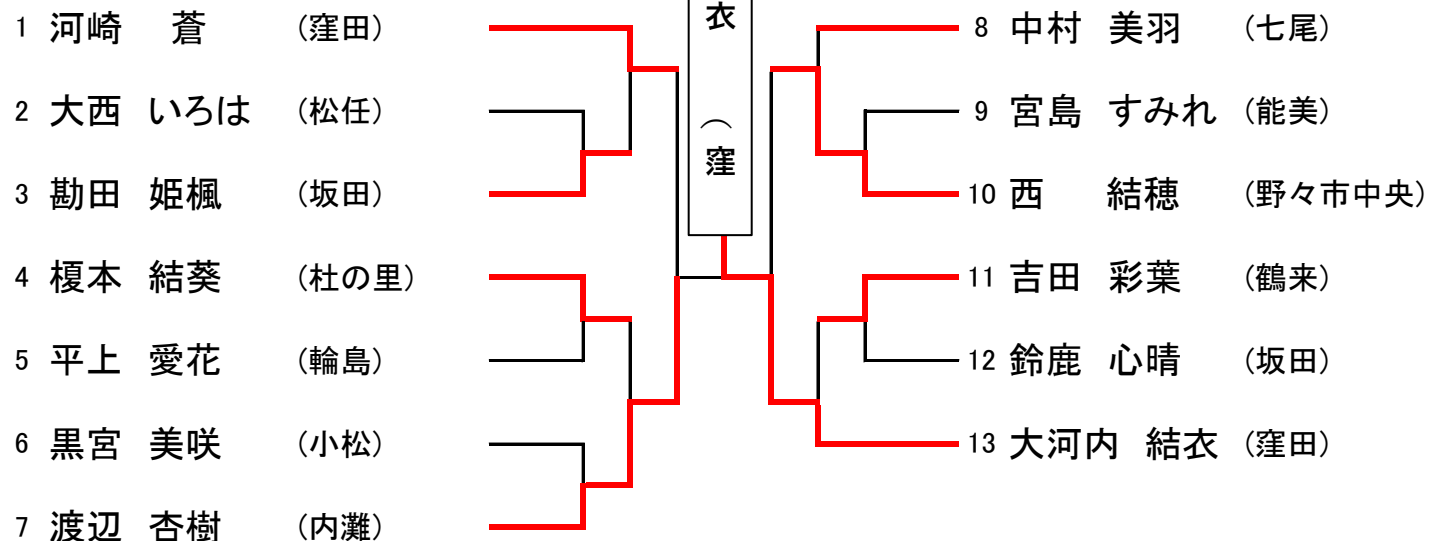 1 河崎 蒼 (窪田)
2 大西 いろは (松任)
3 勘田 姫楓 (坂田)
4 榎本 結葵 (杜の里)
5 平上 愛花 (輪島)
6 黒宮 美咲 (小松)
7 渡辺 杏樹 (内灘)
衣 (窪
8 中村 美羽 (七尾)
9 宮島 すみれ (能美)
10 西 結穂 (野々市中央)
11 吉田 彩葉 (鶴来)
12 鈴鹿 心晴 (坂田)
13 大河内 結衣 (窪田)